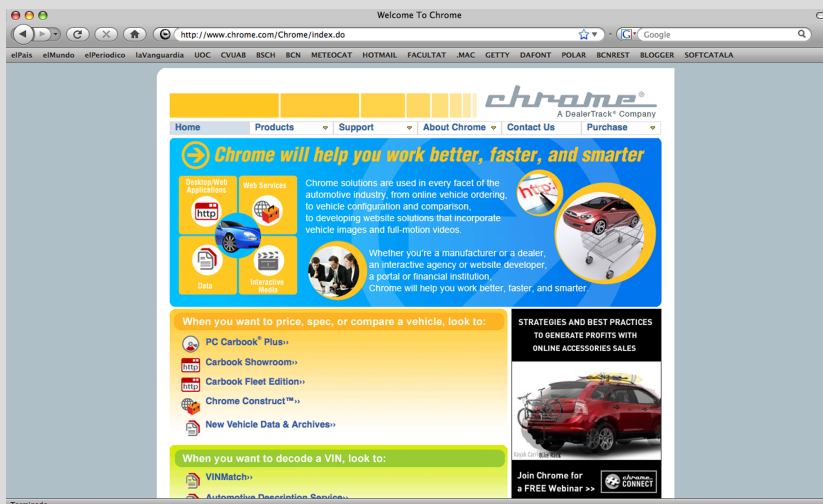 Welcome To Chrome
http://www.chrome.com/Chrome/index.do
G Google
elPais elMundo elPeriodico laVanguardia UOC CVUAB BSCH BCN METEOCAT HOTMAIL FACULTAT .MAC GETTY DAFONT POLAR BCNREST BLOGGER SOFTCATALA
chrome®
A DealerTrack® Company
Home Products Support About Chrome Contact Us Purchase
Chrome will help you work better, faster, and smarter
Desktop/Web
Applications
http
Web Services
Data
Interactive
Media
Chrome solutions are used in every facet of the
automotive industry, from online vehicle ordering,
to vehicle configuration and comparison,
to developing website solutions that incorporate
vehicle images and full-motion videos.
http:
Whether you're a manufacturer or a dealer,
an interactive agency or website developer,
a portal or financial institution,
Chrome will help you work better, faster, and smarter.
When you want to price, spec, or compare a vehicle, look to:
PC Carbook® Plus››
http Carbook Showroom››
http Carbook Fleet Edition››
Chrome Construct™››
New Vehicle Data & Archives››
When you want to decode a VIN, look to:
VINMatch››
Automotive Description Service››
STRATEGIES AND BEST PRACTICES
TO GENERATE PROFITS WITH
ONLINE ACCESSORIES SALES
Join Chrome for
a FREE Webinar >>
chrome
CONNECT